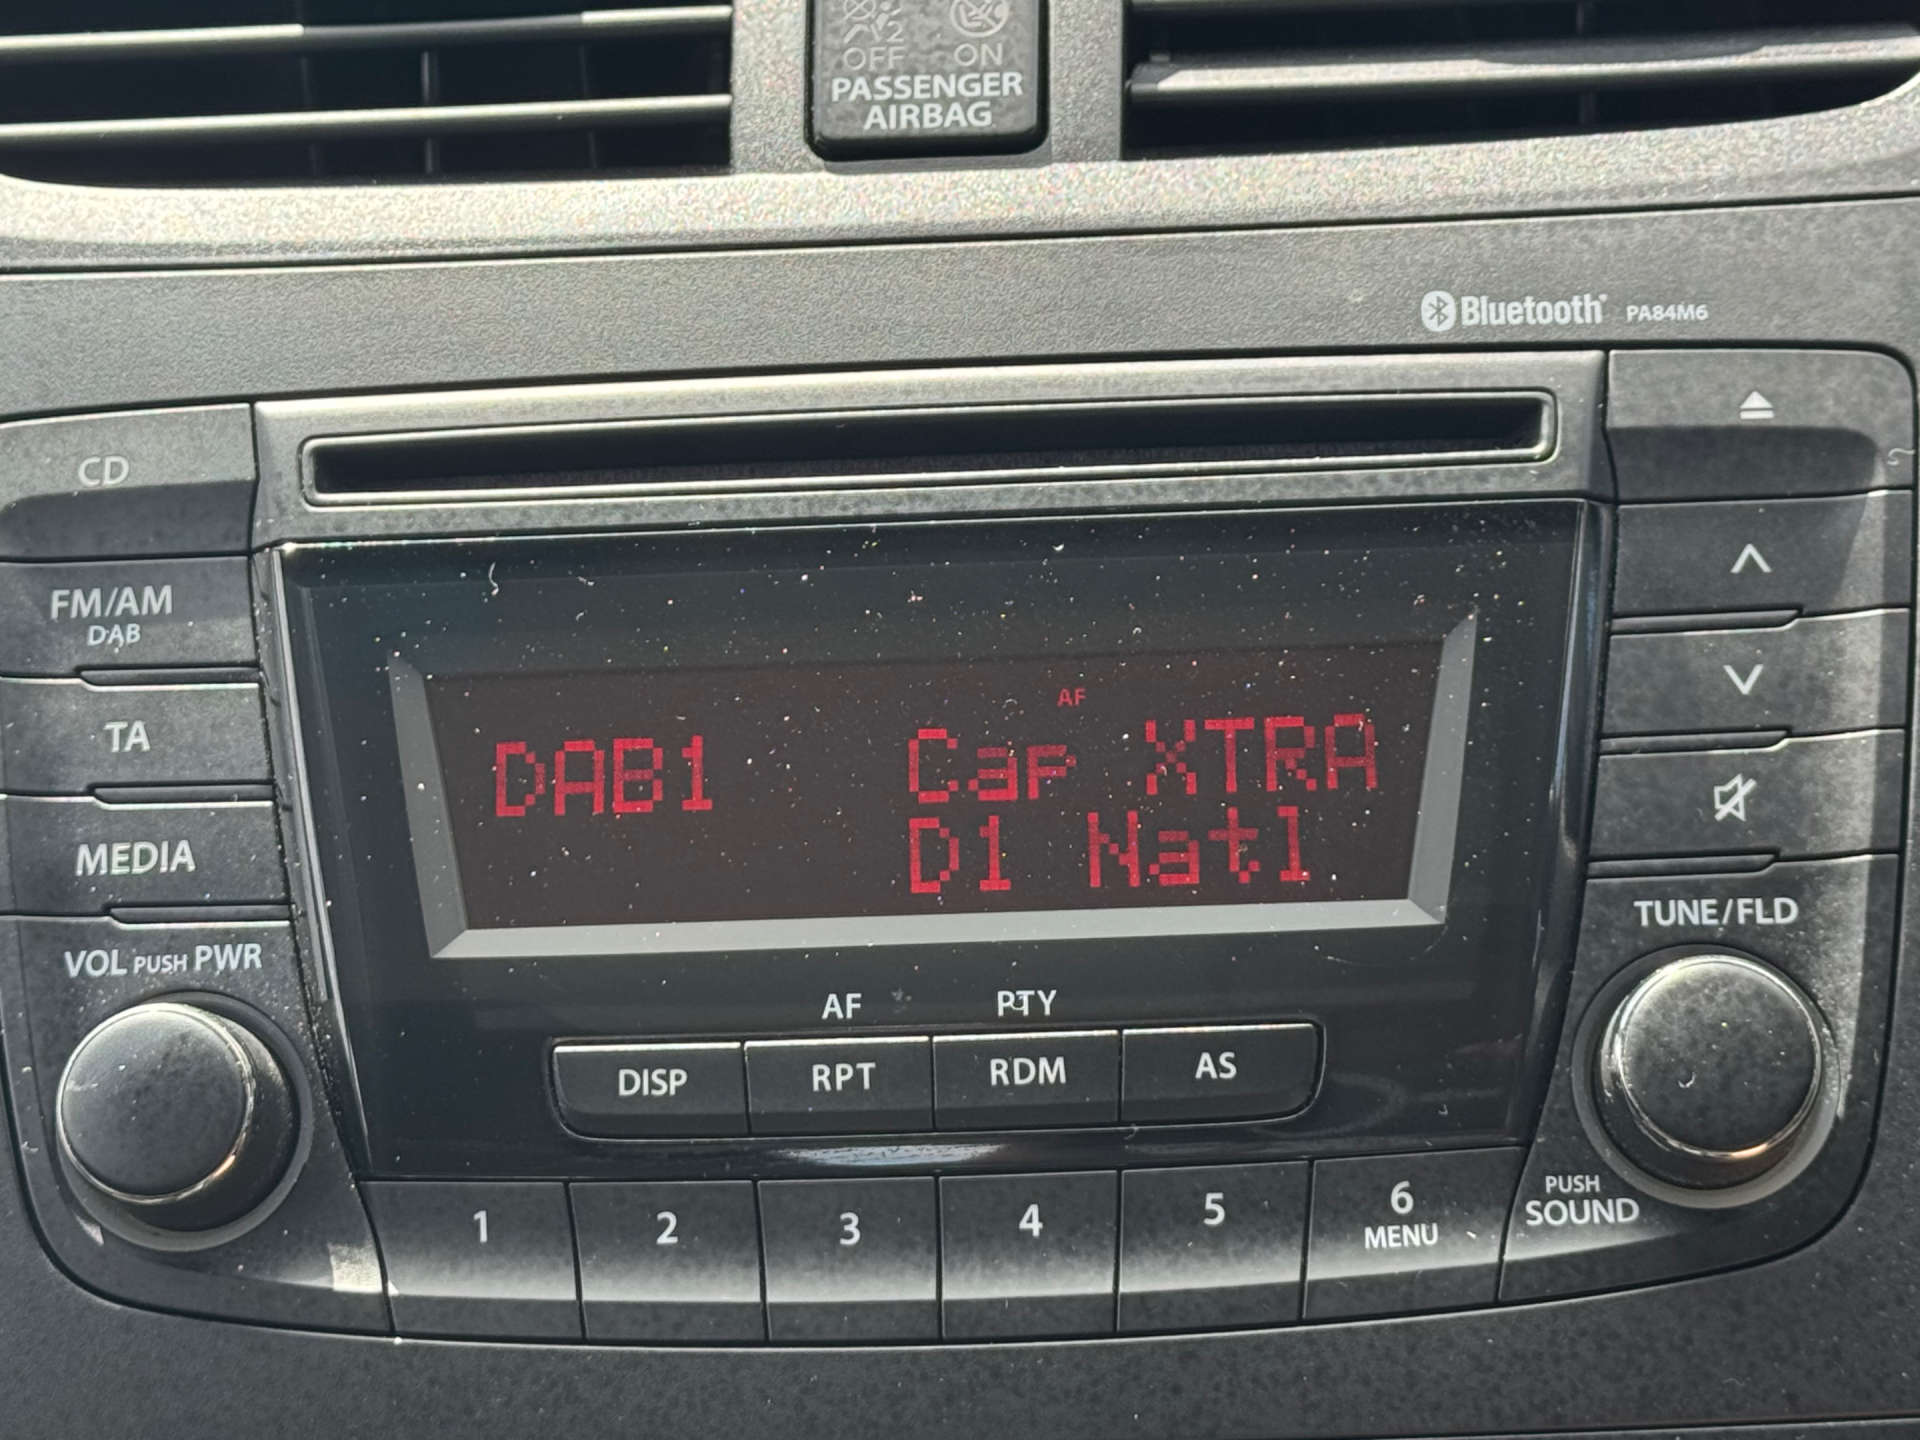 2
OFF ON
PASSENGER
AIRBAG
Bluetooth PA84M6
CD
FM/AM
DAB
TA
MEDIA
VOL PUSH PWR
AF
DAB1 Cap XTRA
D1 Natl
TUNE/FLD
AF PTY
DISP RPT RDM AS
PUSH
SOUND
1 2 3 4 5 6
MENU